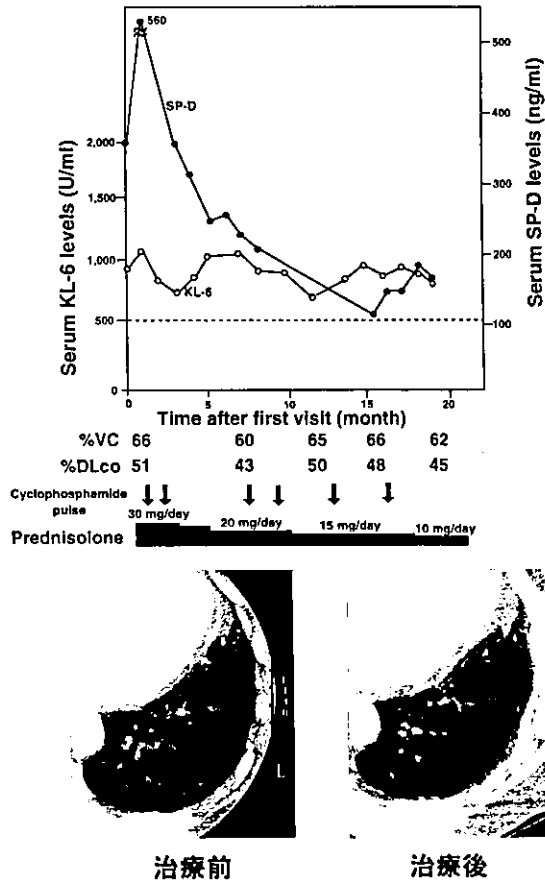 560
SP-D
KL-6
Serum KL-6 levels (U/ml)
2,000
1,500
1,000
500
0
Serum SP-D levels (ng/ml)
500
400
300
200
100
0 5 10 15 20
Time after first visit (month)
%VC 66 60 65 66 62
%DLco 51 43 50 48 45
Cyclophosphamide pulse
Prednisolone 30 mg/day 20 mg/day 15 mg/day 10 mg/day
L
治療前 治療後